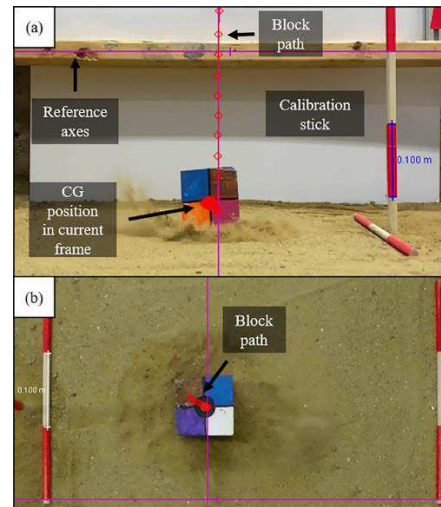 (a)
Block
path
Reference
axes
Calibration
stick
0.100 m
CG
position
in current
frame
(b)
Block
path
0.100 m